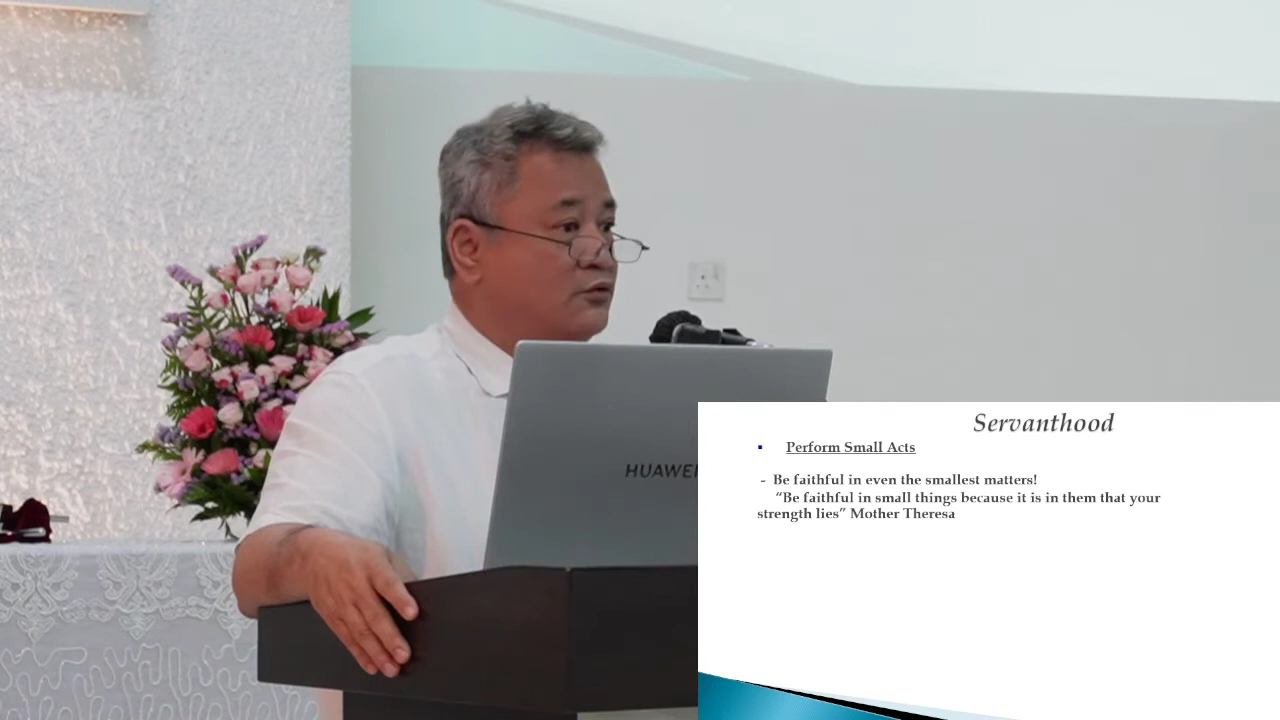 HUAWEI
Servanthood
▪ Perform Small Acts
- Be faithful in even the smallest matters!
“Be faithful in small things because it is in them that your
strength lies” Mother Theresa